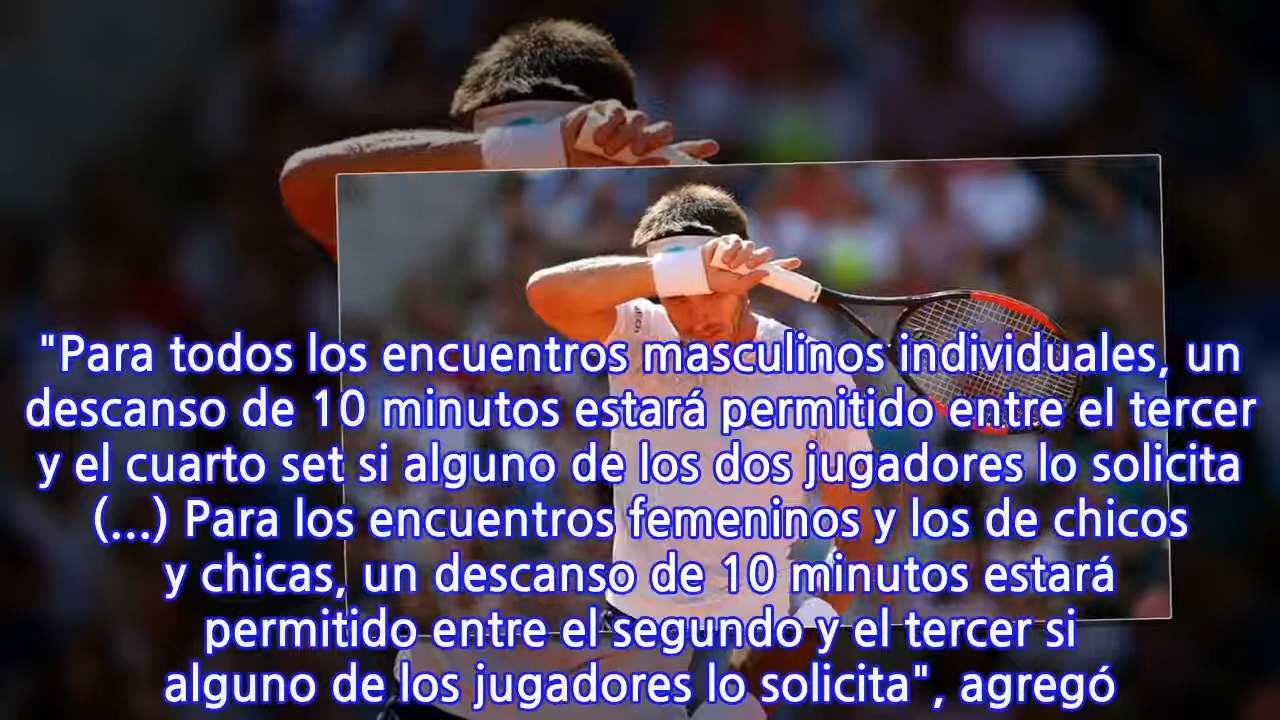 "Para todos los encuentros masculinos individuales, un
descanso de 10 minutos estará permitido entre el tercer
y el cuarto set si alguno de los dos jugadores lo solicita
(...) Para los encuentros femeninos y los de chicos
y chicas, un descanso de 10 minutos estará
permitido entre el segundo y el tercer si
alguno de los jugadores lo solicita", agregó